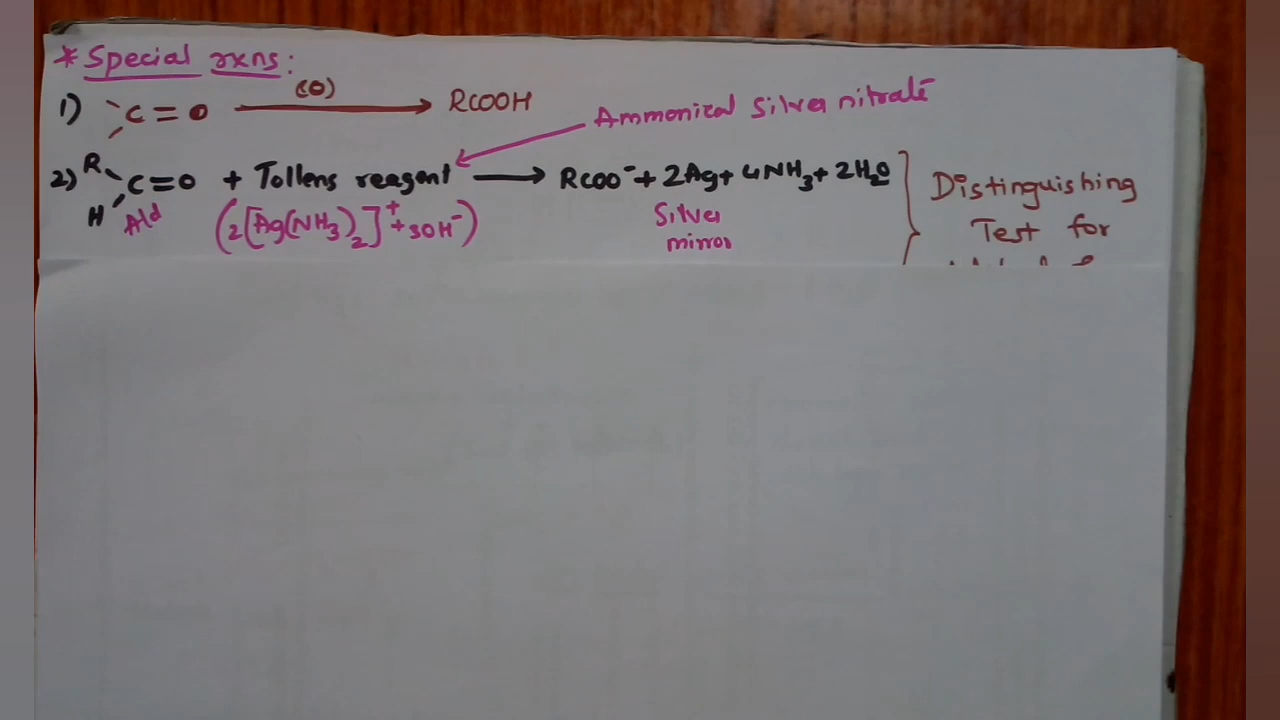 * Special rxns:
1) C = O (O) → RCOOH
Ammonical Silver nitrate
2) R H C=O + Tollens reagent → RCOO⁻ + 2Ag + 4NH₃ + 2H₂O
Ald (2[Ag(NH₃)₂]⁺ + 3OH⁻)
Silver
mirror
Distinguishing
Test for